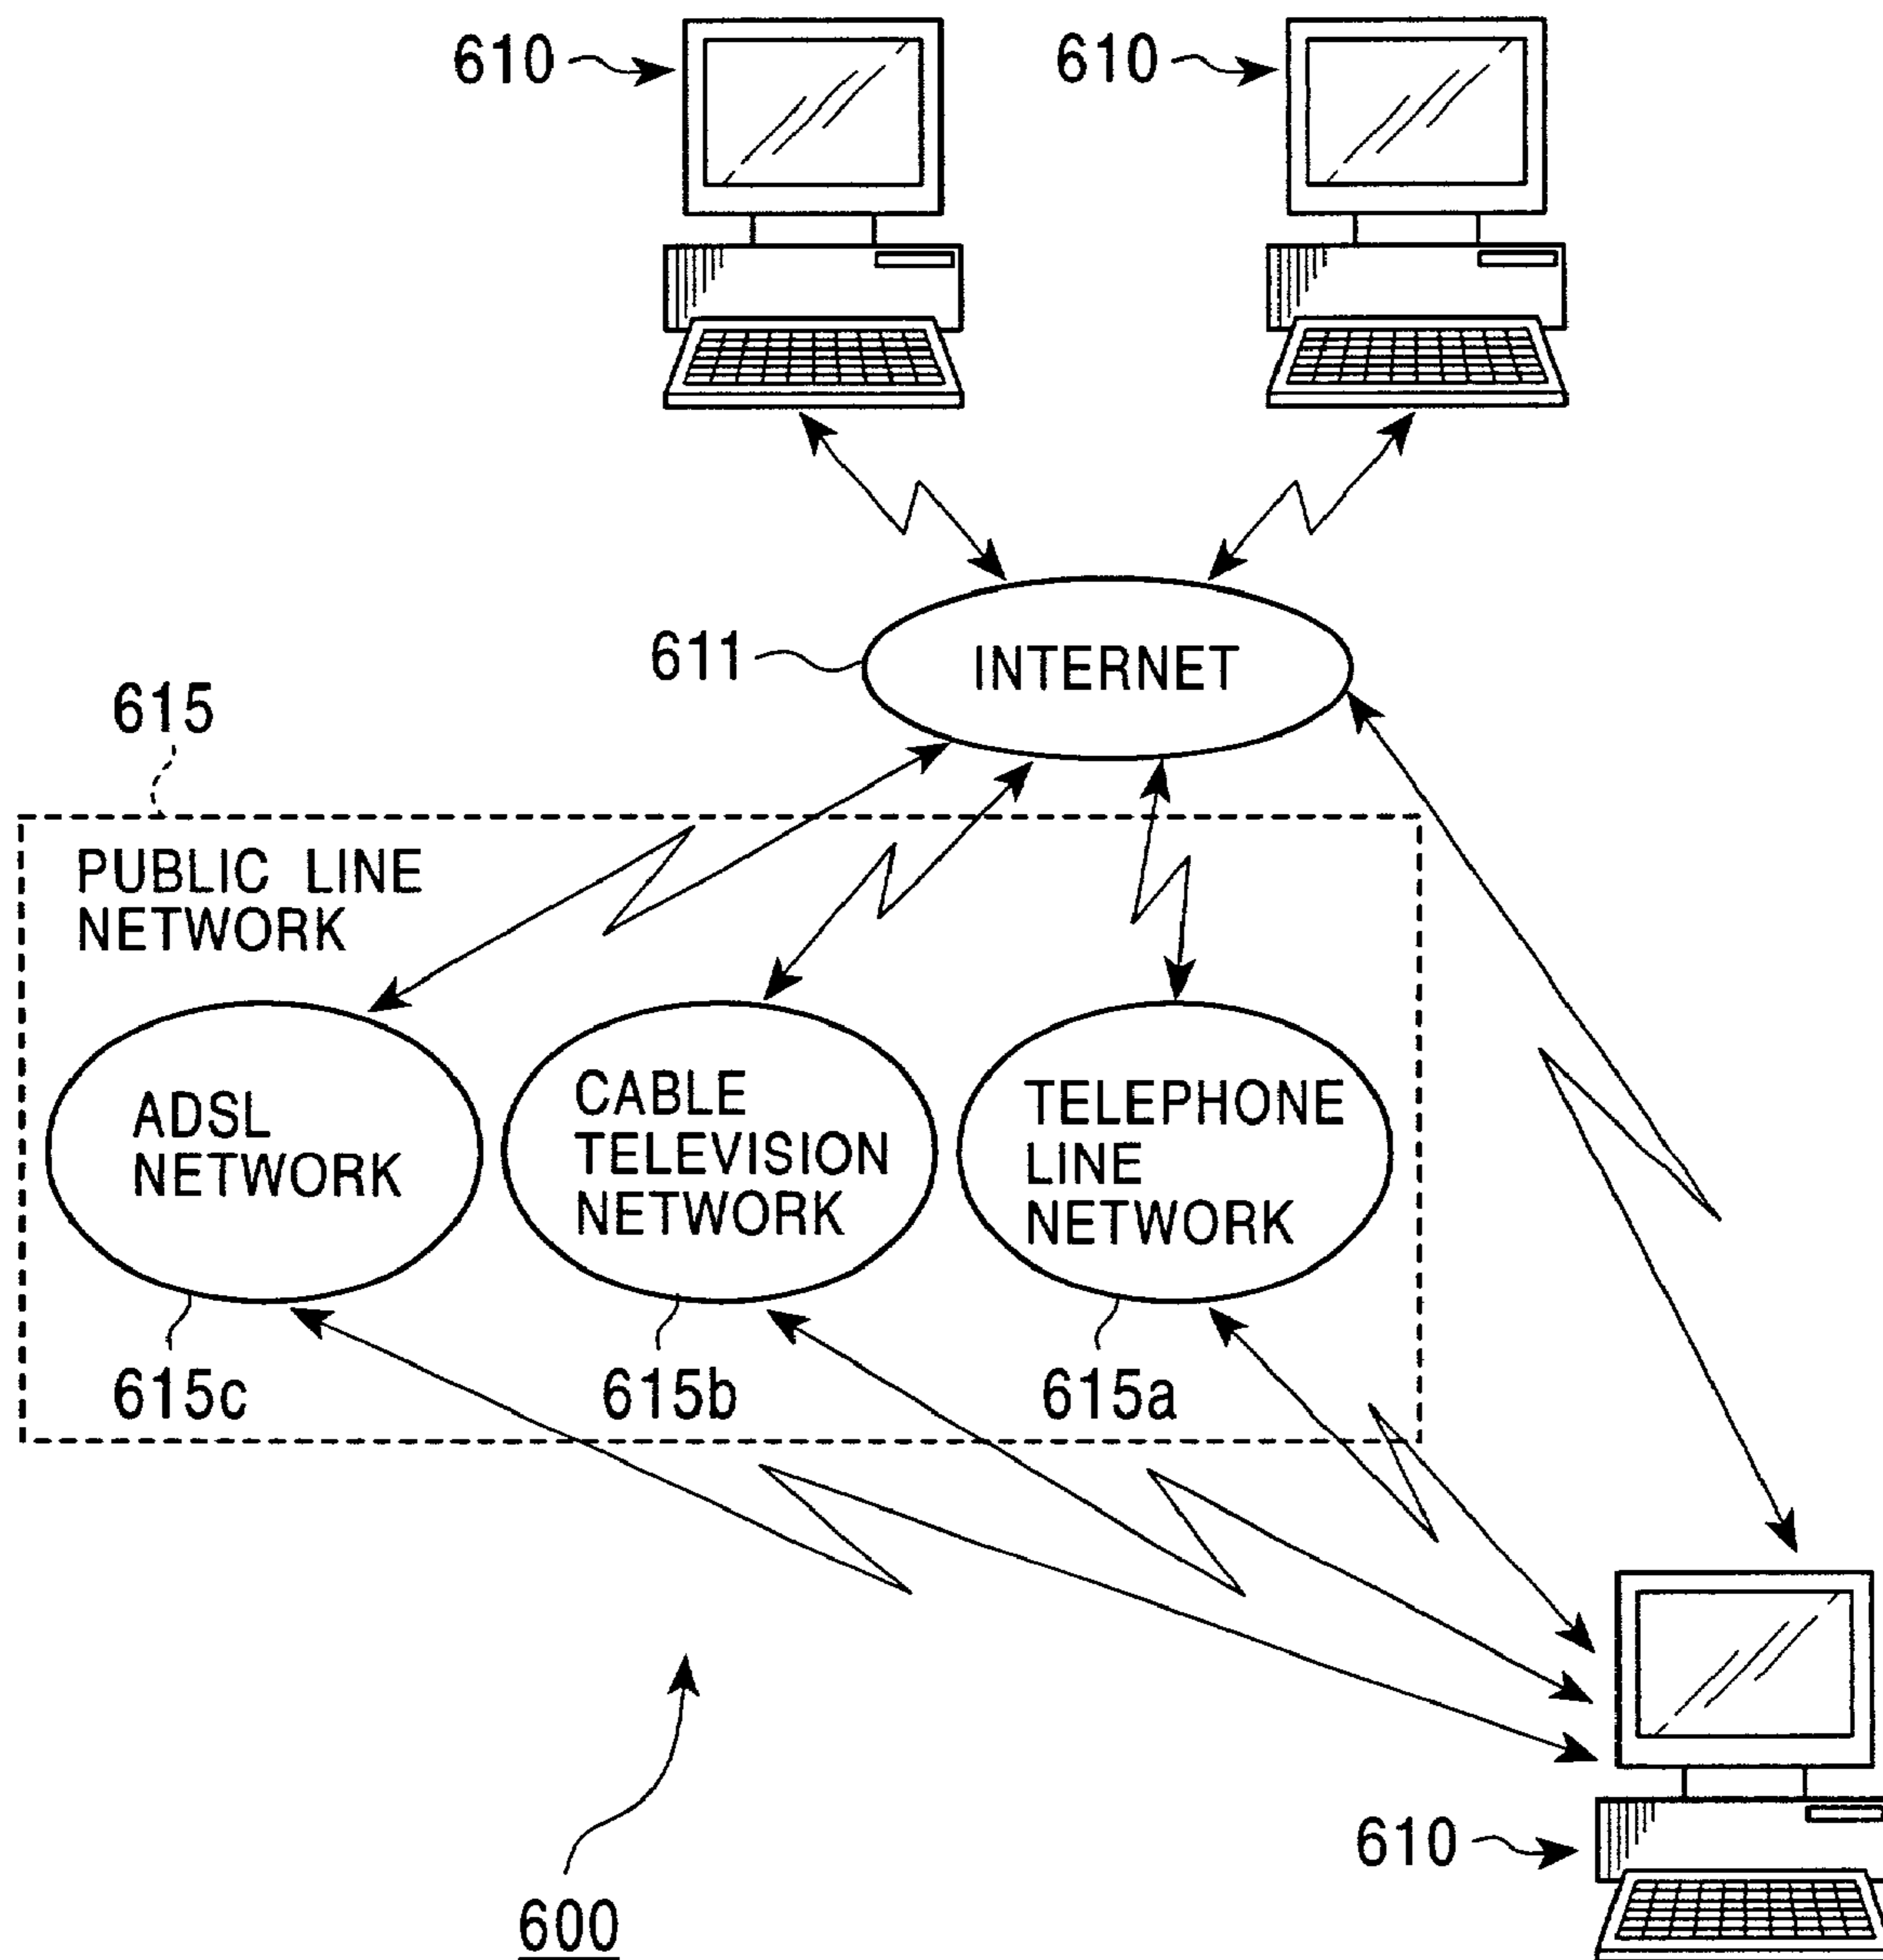 610
610
611
INTERNET
615
PUBLIC LINE
NETWORK
ADSL
NETWORK
CABLE
TELEVISION
NETWORK
TELEPHONE
LINE
NETWORK
615c
615b
615a
610
600